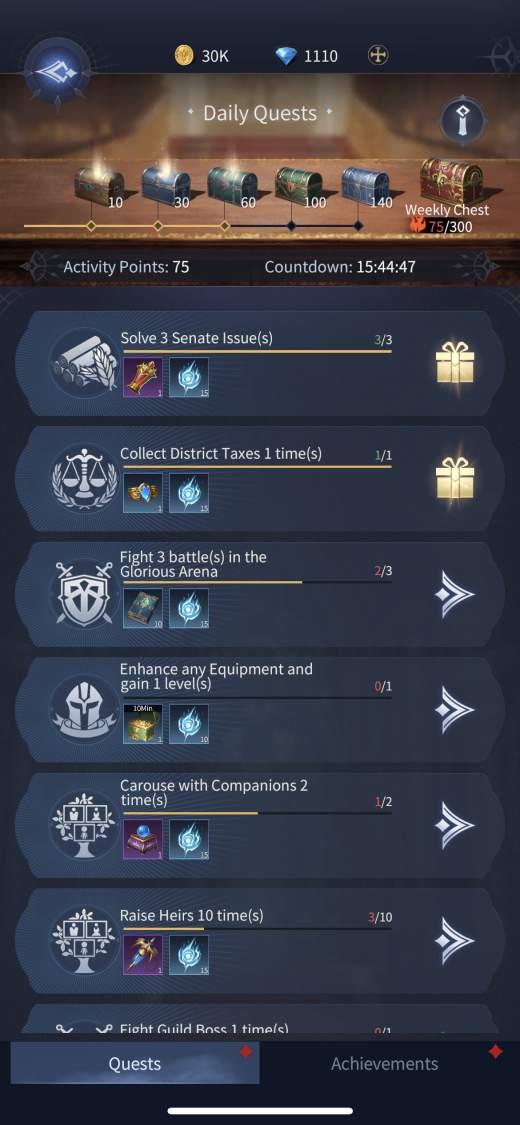 30K
1110
Daily Quests
10
30
60
100
140
Weekly Chest
75/300
Activity Points: 75
Countdown: 15:44:47
Solve 3 Senate Issue(s)
3/3
1
15
Collect District Taxes 1 time(s)
1/1
1
15
Fight 3 battle(s) in the
Glorious Arena
2/3
10
15
Enhance any Equipment and
gain 1 level(s)
0/1
10Min
1
10
Carouse with Companions 2
time(s)
1/2
1
15
Raise Heirs 10 time(s)
3/10
1
15
Fight Guild Boss 1 time(s)
0/1
Quests
Achievements